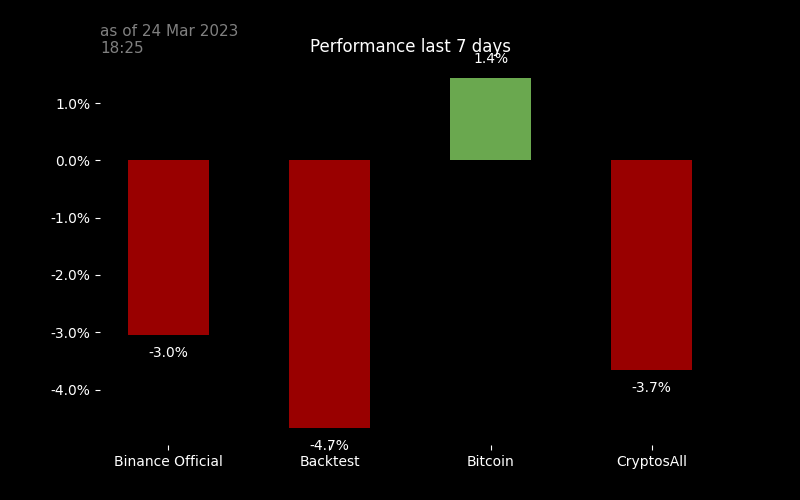 as of 24 Mar 2023
18:25
Performance last 7 days
1.4%
1.0%
0.0%
-1.0%
-2.0%
-3.0%
-4.0%
-3.0%
-4.7%
-3.7%
Binance Official
Backtest
Bitcoin
CryptosAll